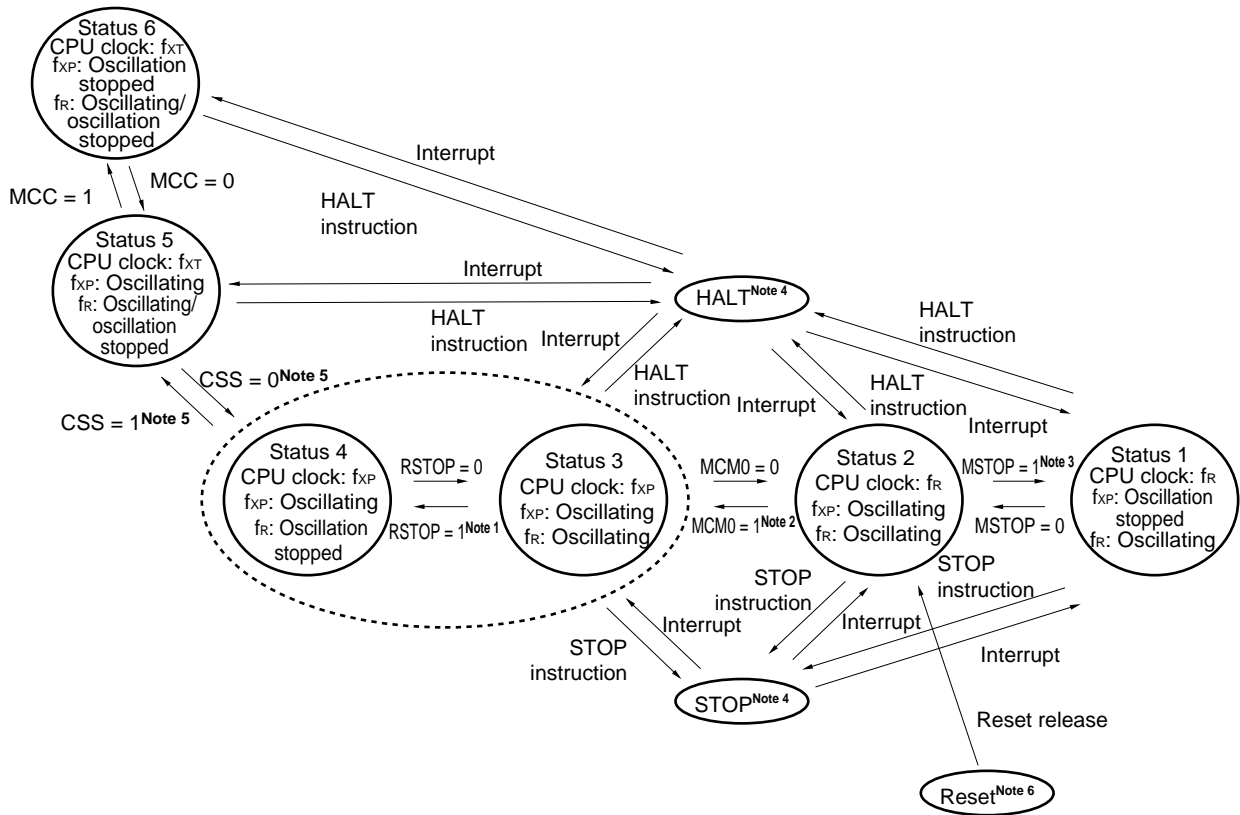 Status 6
CPU clock: fXT
fXP: Oscillation
stopped
fR: Oscillating/
oscillation
stopped
Interrupt
MCC = 1
MCC = 0
HALT
instruction
Status 5
CPU clock: fXT
fXP: Oscillating
fR: Oscillating/
oscillation
stopped
Interrupt
HALT
instruction
HALTNote 4
HALT
instruction
Interrupt
HALT
instruction
Interrupt
HALT
instruction
Interrupt
CSS = 0Note 5
CSS = 1Note 5
Status 4
CPU clock: fXP
fXP: Oscillating
fR: Oscillation
stopped
RSTOP = 0
RSTOP = 1Note 1
Status 3
CPU clock: fXP
fXP: Oscillating
fR: Oscillating
MCM0 = 0
MCM0 = 1Note 2
Status 2
CPU clock: fR
fXP: Oscillating
fR: Oscillating
MSTOP = 1Note 3
MSTOP = 0
Status 1
CPU clock: fR
fXP: Oscillation
stopped
fR: Oscillating
STOP
instruction
Interrupt
STOP
instruction
Interrupt
STOP
instruction
Interrupt
STOPNote 4
Reset release
ResetNote 6